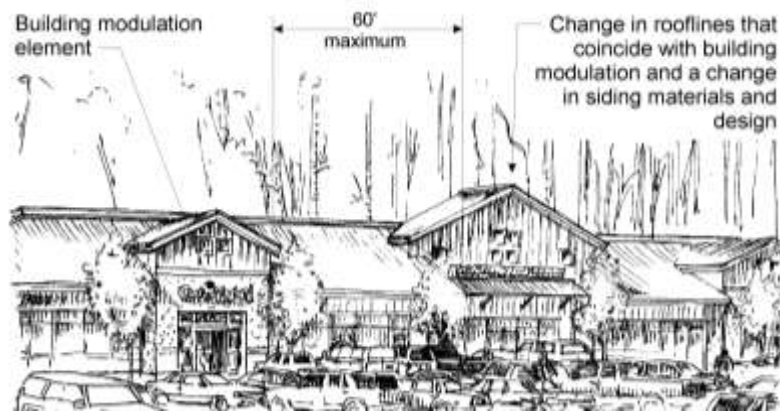 Building modulation
element
60'
maximum
Change in rooflines that
coincide with building
modulation and a change
in siding materials and
design